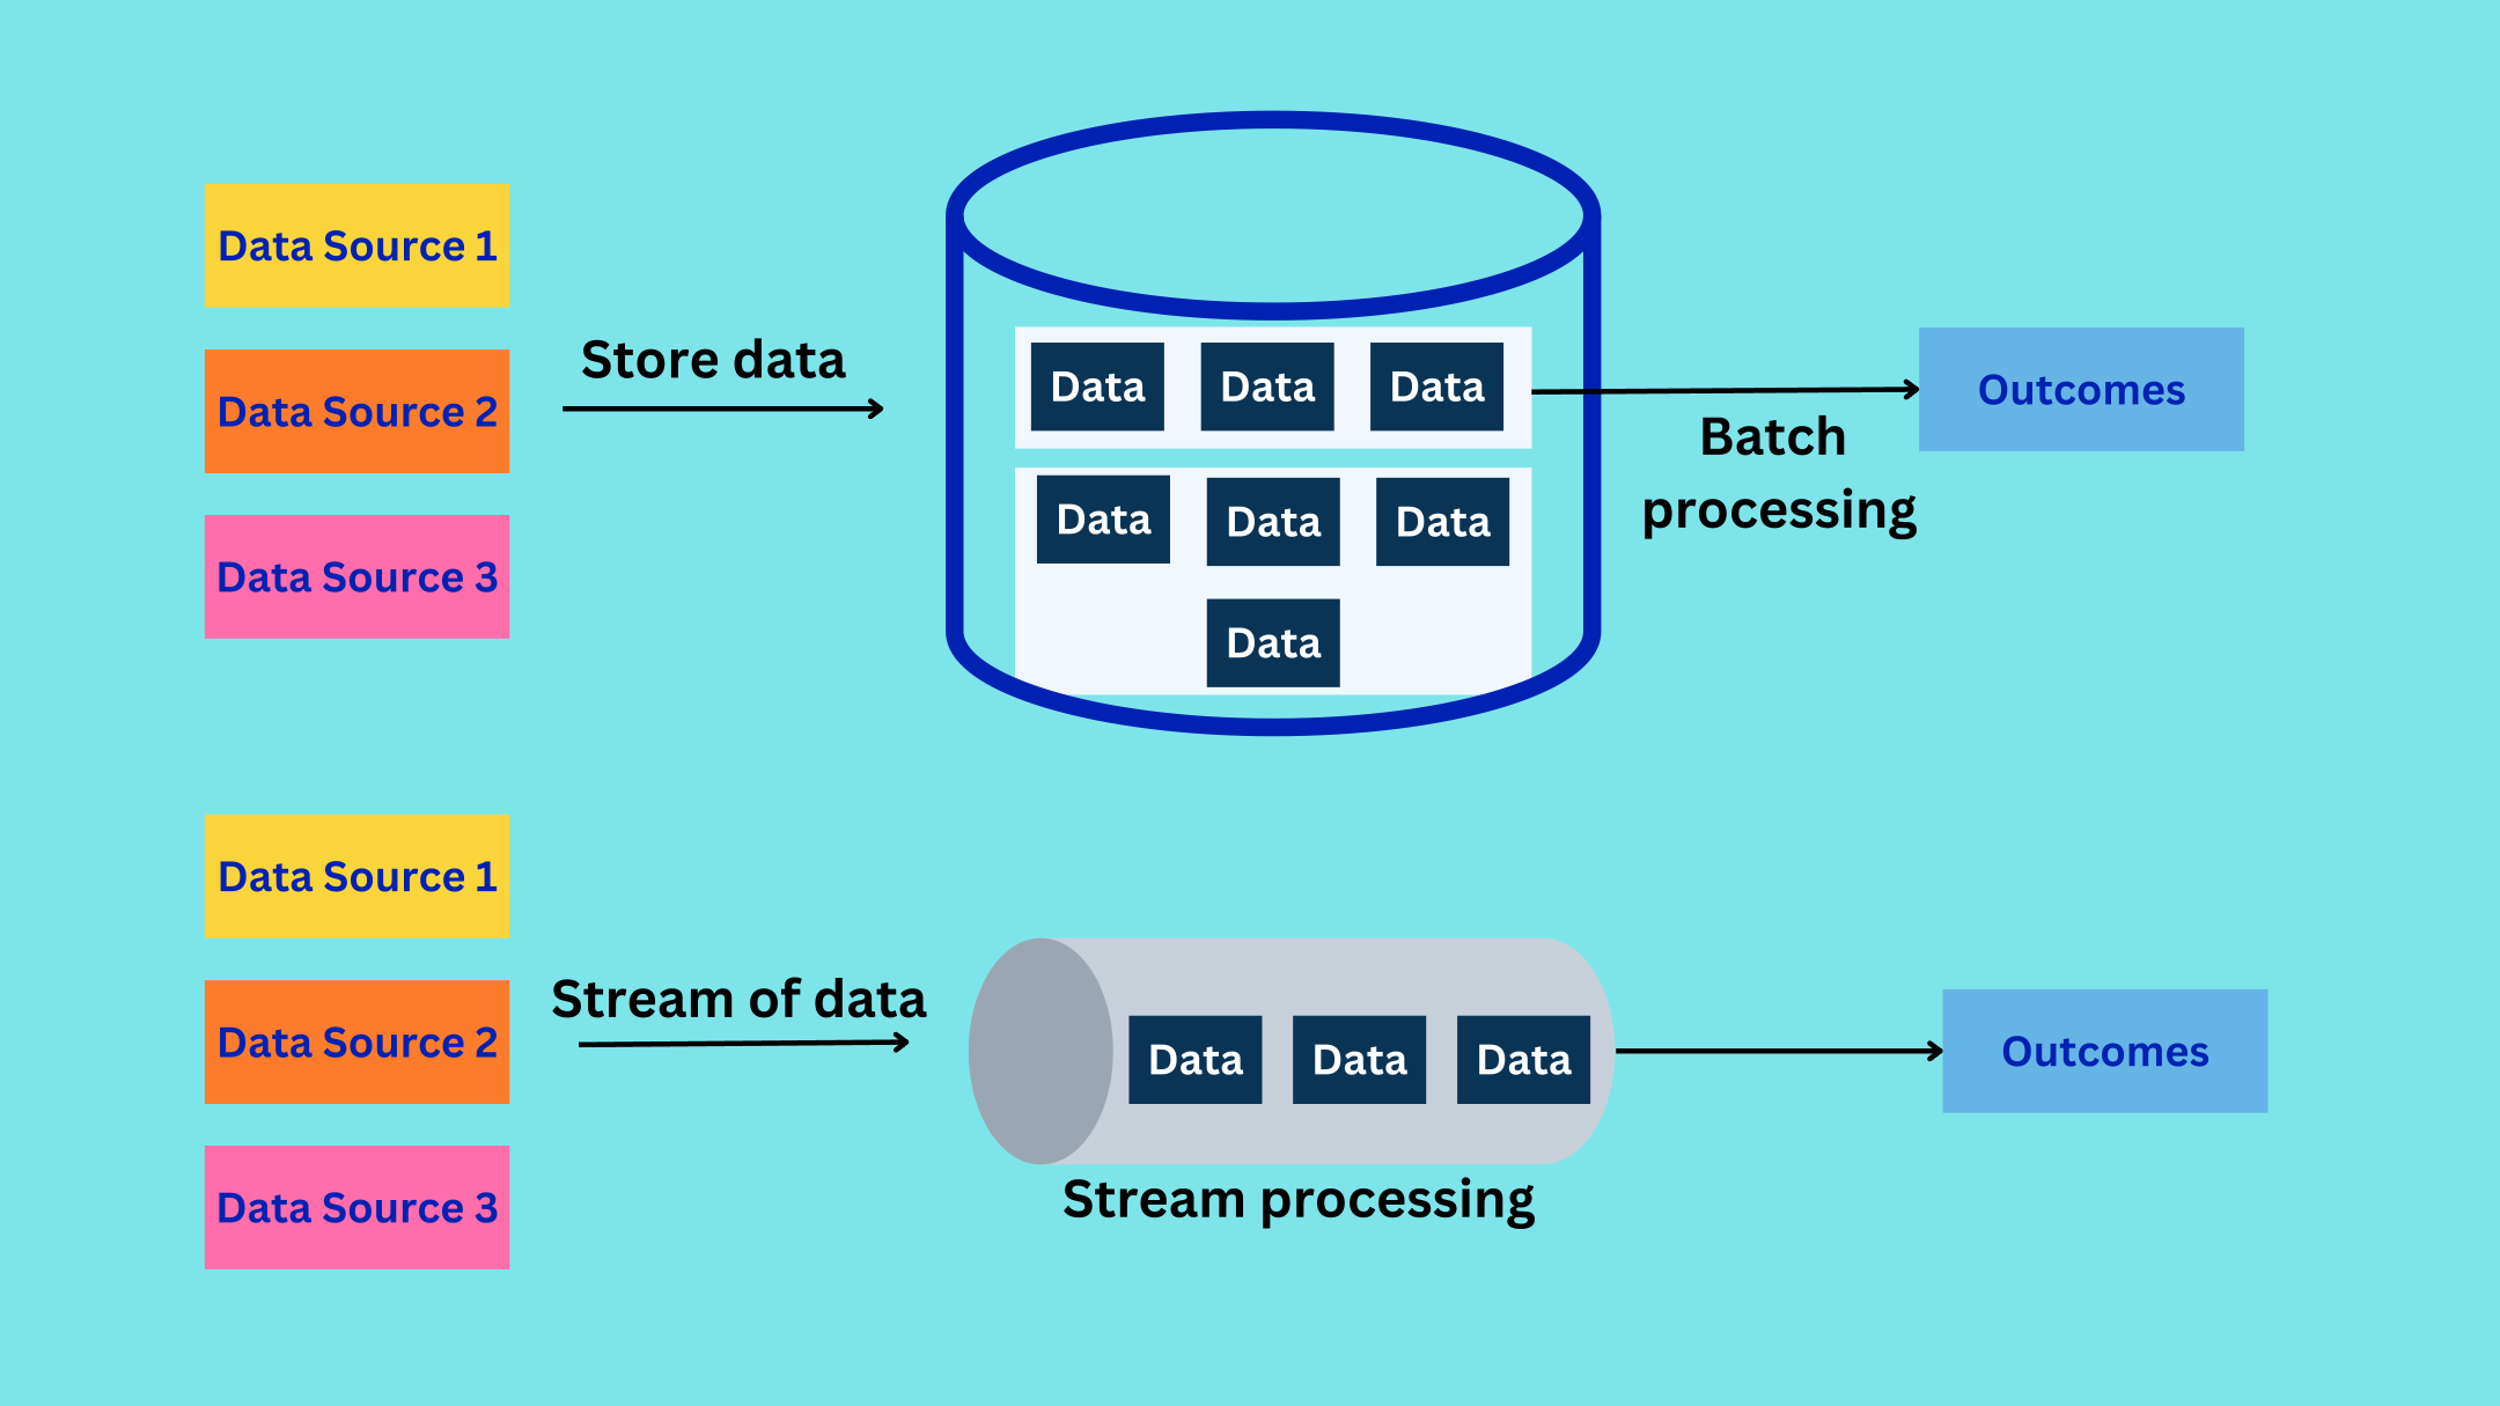 Data Source 1
Data Source 2
Data Source 3
Store data
Data Data Data
Data Data Data
Data
Batch
processing
Outcomes
Data Source 1
Data Source 2
Data Source 3
Stream of data
Data Data Data
Stream processing
Outcomes